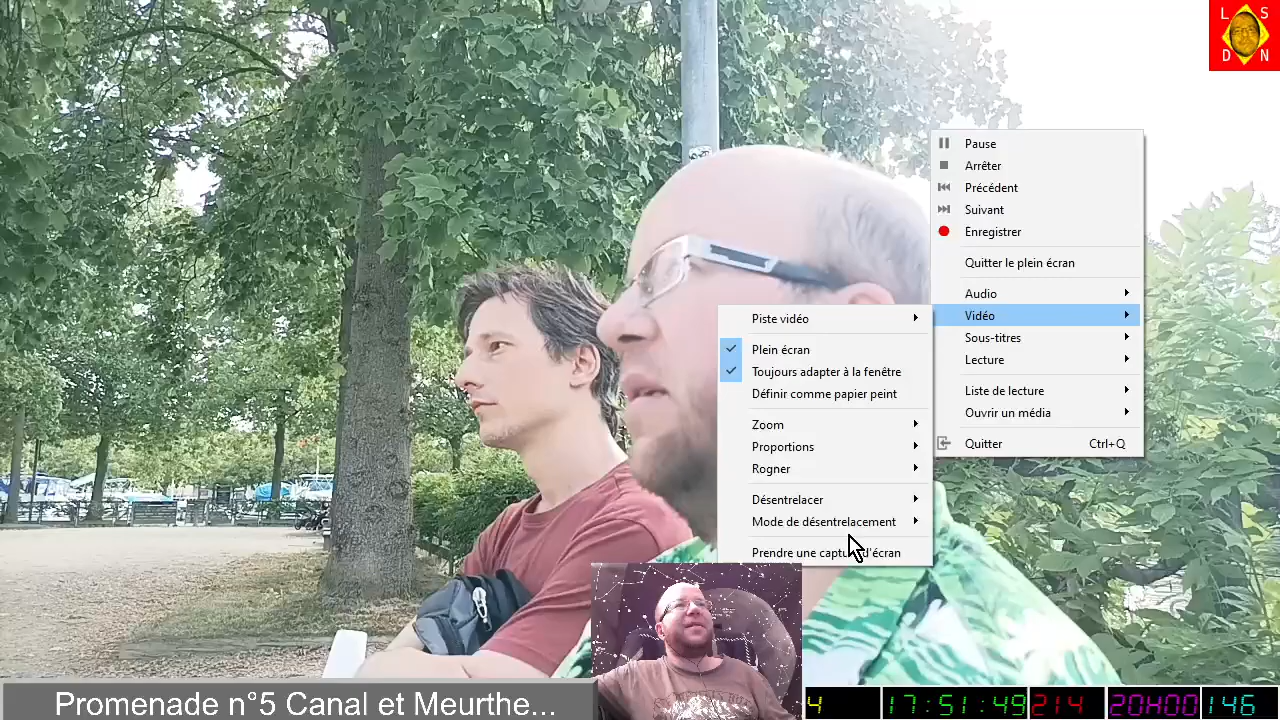 L S
D N
Pause
Arrêter
Précédent
Suivant
Enregistrer
Quitter le plein écran
Audio
Vidéo
Sous-titres
Lecture
Liste de lecture
Ouvrir un média
Quitter Ctrl+Q
Piste vidéo
Plein écran
Toujours adapter à la fenêtre
Définir comme papier peint
Zoom
Proportions
Rogner
Désentrelacer
Mode de désentrelacement
Prendre une capture d'écran
Promenade n°5 Canal et Meurthe...
4 17:51:49 214 20H00 146